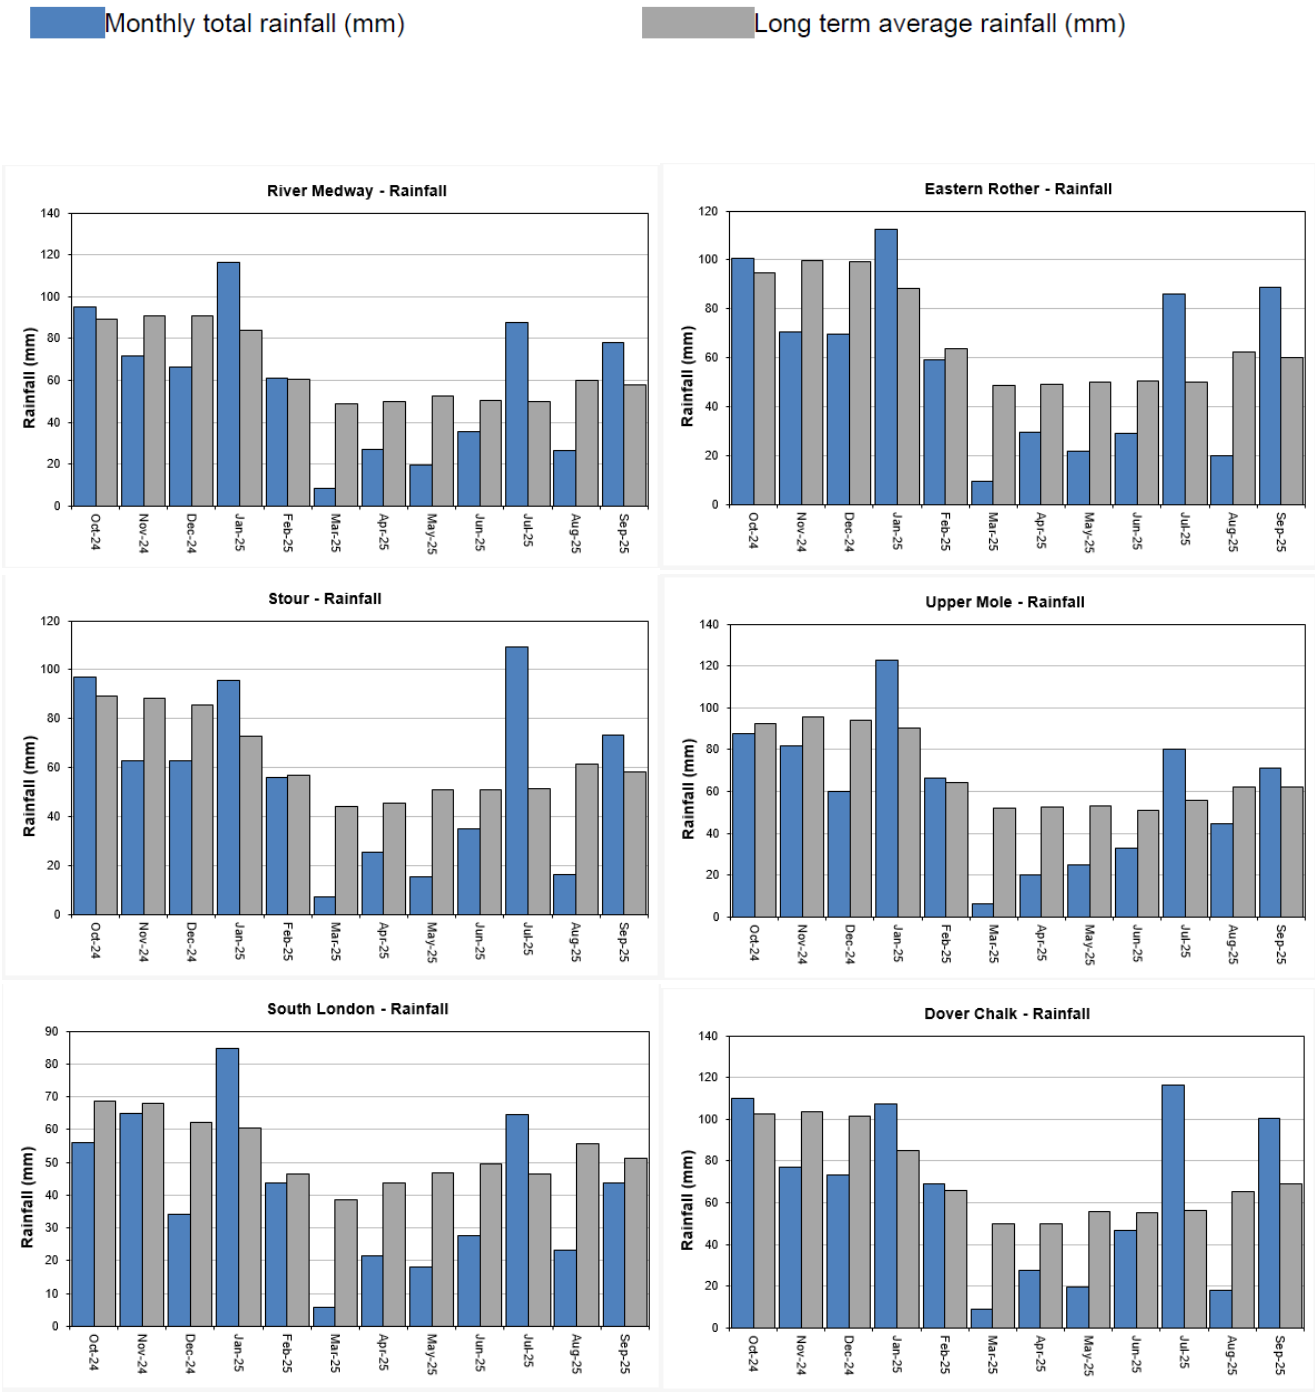 Monthly total rainfall (mm)
Long term average rainfall (mm)
River Medway - Rainfall
Rainfall (mm)
140
120
100
80
60
40
20
0
Oct-24
Nov-24
Dec-24
Jan-25
Feb-25
Mar-25
Apr-25
May-25
Jun-25
Jul-25
Aug-25
Sep-25
Eastern Rother - Rainfall
Rainfall (mm)
120
100
80
60
40
20
0
Oct-24
Nov-24
Dec-24
Jan-25
Feb-25
Mar-25
Apr-25
May-25
Jun-25
Jul-25
Aug-25
Sep-25
Stour - Rainfall
Rainfall (mm)
120
100
80
60
40
20
0
Oct-24
Nov-24
Dec-24
Jan-25
Feb-25
Mar-25
Apr-25
May-25
Jun-25
Jul-25
Aug-25
Sep-25
Upper Mole - Rainfall
Rainfall (mm)
140
120
100
80
60
40
20
0
Oct-24
Nov-24
Dec-24
Jan-25
Feb-25
Mar-25
Apr-25
May-25
Jun-25
Jul-25
Aug-25
Sep-25
South London - Rainfall
Rainfall (mm)
90
80
70
60
50
40
30
20
10
0
Oct-24
Nov-24
Dec-24
Jan-25
Feb-25
Mar-25
Apr-25
May-25
Jun-25
Jul-25
Aug-25
Sep-25
Dover Chalk - Rainfall
Rainfall (mm)
140
120
100
80
60
40
20
0
Oct-24
Nov-24
Dec-24
Jan-25
Feb-25
Mar-25
Apr-25
May-25
Jun-25
Jul-25
Aug-25
Sep-25